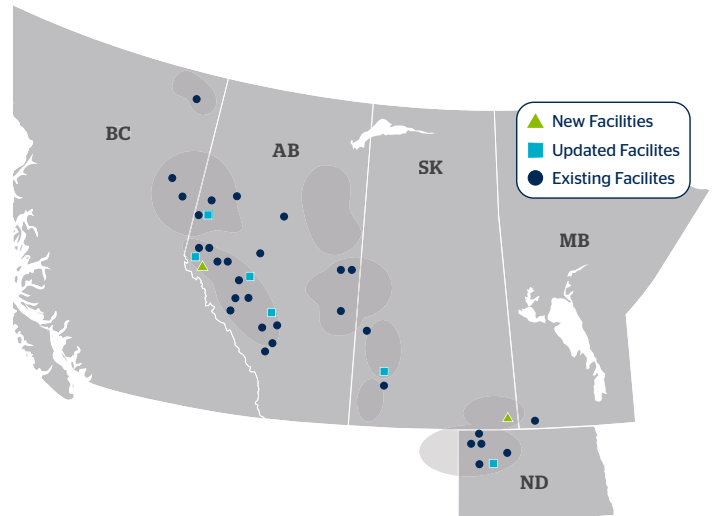 BC
AB
SK
MB
ND
New Facilities
Updated Facilites
Existing Facilites